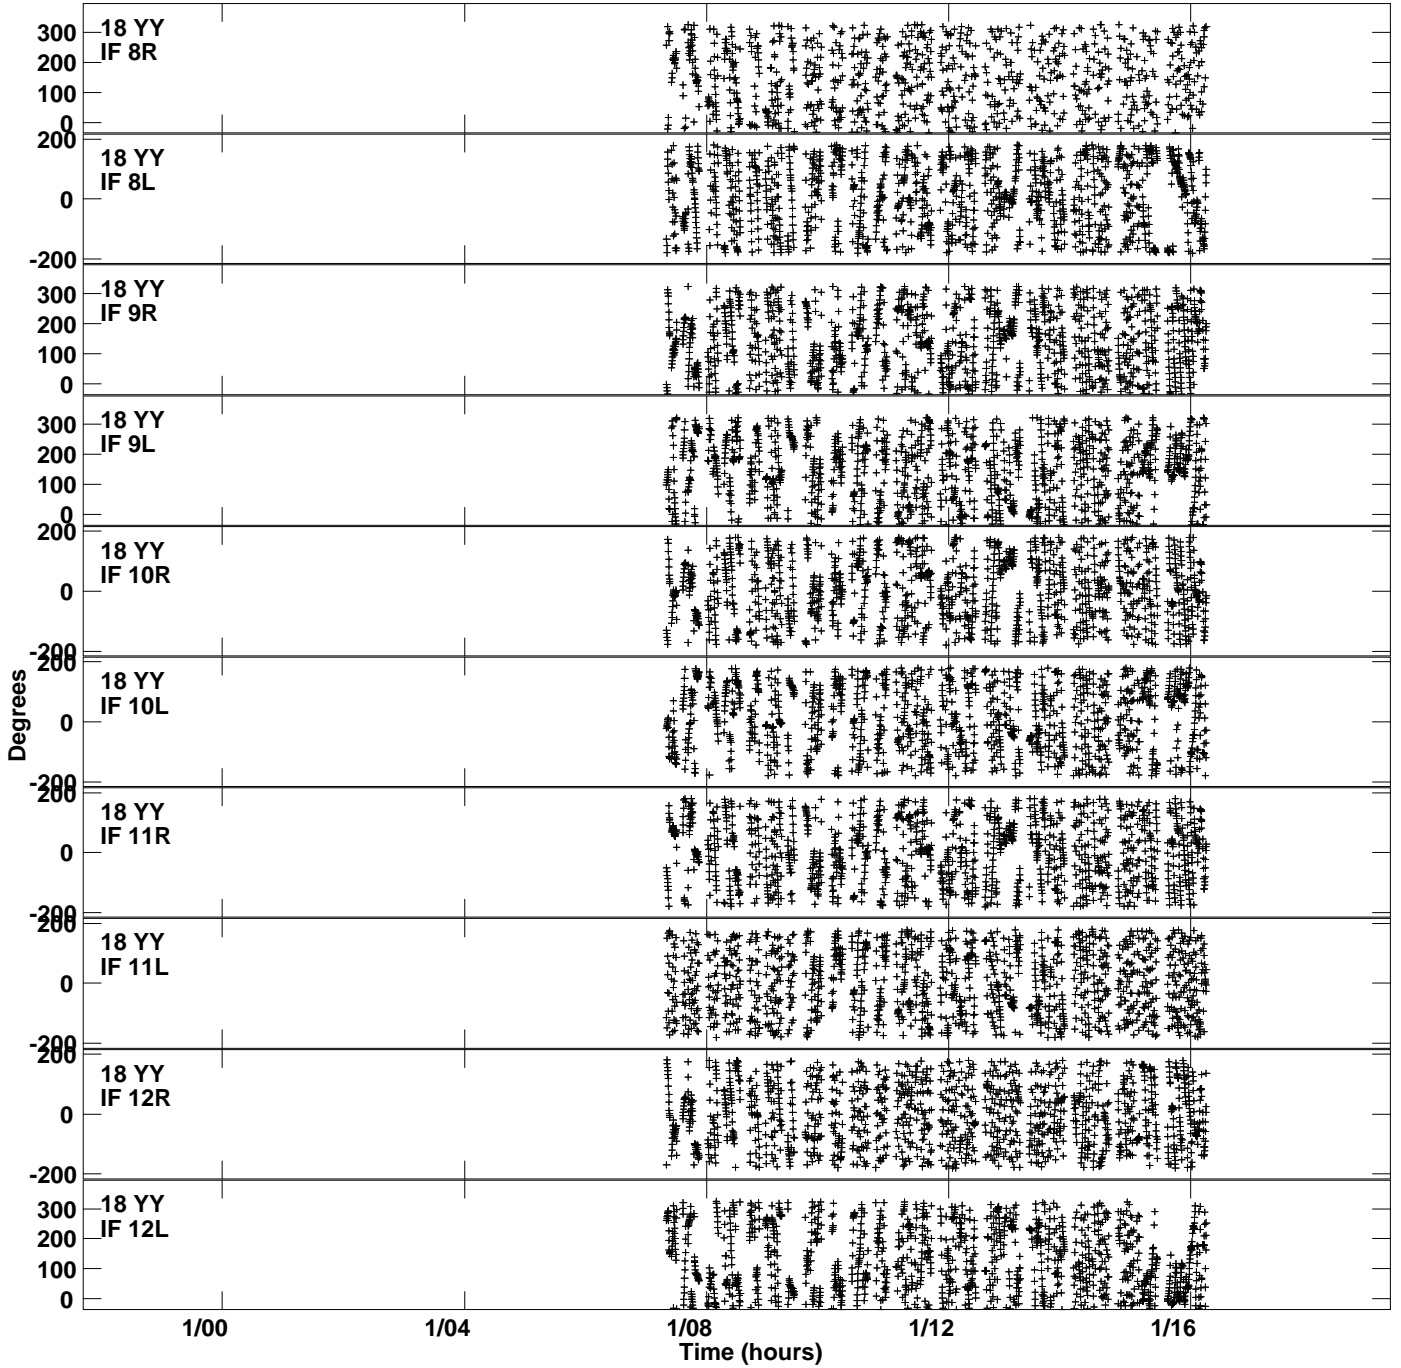 18 YY
IF 8R
300
200
100
0
18 YY
IF 8L
200
0
-200
18 YY
IF 9R
300
200
100
0
18 YY
IF 9L
300
200
100
0
18 YY
IF 10R
200
0
-200
18 YY
IF 10L
200
0
-200
Degrees
18 YY
IF 11R
200
0
-200
18 YY
IF 11L
200
0
-200
18 YY
IF 12R
200
0
-200
18 YY
IF 12L
300
200
100
0
1/00 1/04 1/08 1/12 1/16
Time (hours)